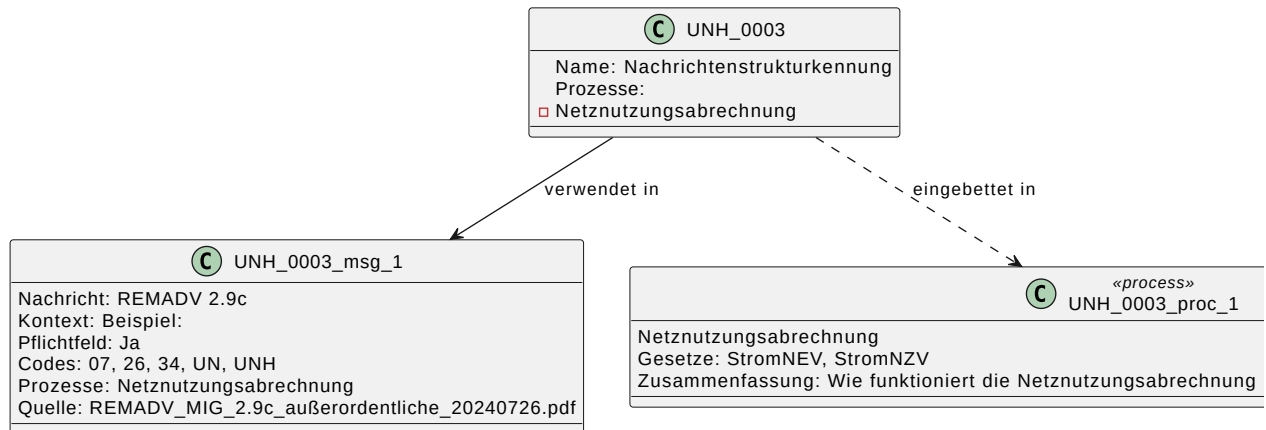 C UNH_0003
Name: Nachrichtenstrukturkennung
Prozesse:
Netznutzungsabrechnung
verwendet in
eingebettet in
C UNH_0003_msg_1
Nachricht: REMADV 2.9c
Kontext: Beispiel:
Pflichtfeld: Ja
Codes: 07, 26, 34, UN, UNH
Prozesse: Netznutzungsabrechnung
Quelle: REMADV_MIG_2.9c_außerordentliche_20240726.pdf
«process»
C UNH_0003_proc_1
Netznutzungsabrechnung
Gesetze: StromNEV, StromNZV
Zusammenfassung: Wie funktioniert die Netznutzungsabrechnung